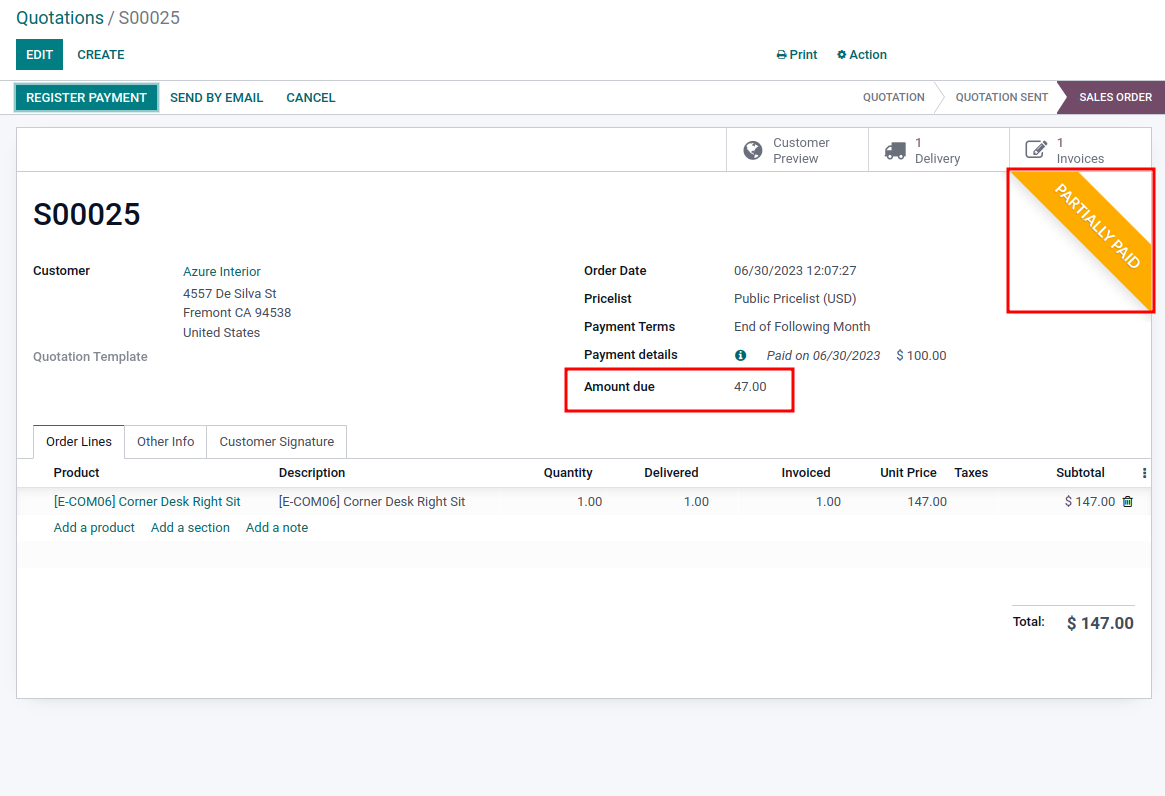 Quotations / S00025
EDIT CREATE Print Action
REGISTER PAYMENT SEND BY EMAIL CANCEL QUOTATION QUOTATION SENT SALES ORDER
Customer Preview
1 Delivery
1 Invoices
PARTIALLY PAID
S00025
Customer Azure Interior
4557 De Silva St
Fremont CA 94538
United States
Quotation Template
Order Date 06/30/2023 12:07:27
Pricelist Public Pricelist (USD)
Payment Terms End of Following Month
Payment details Paid on 06/30/2023 $ 100.00
Amount due 47.00
Order Lines Other Info Customer Signature
Product Description Quantity Delivered Invoiced Unit Price Taxes Subtotal
[E-COM06] Corner Desk Right Sit [E-COM06] Corner Desk Right Sit 1.00 1.00 1.00 147.00 $ 147.00
Add a product Add a section Add a note
Total: $ 147.00